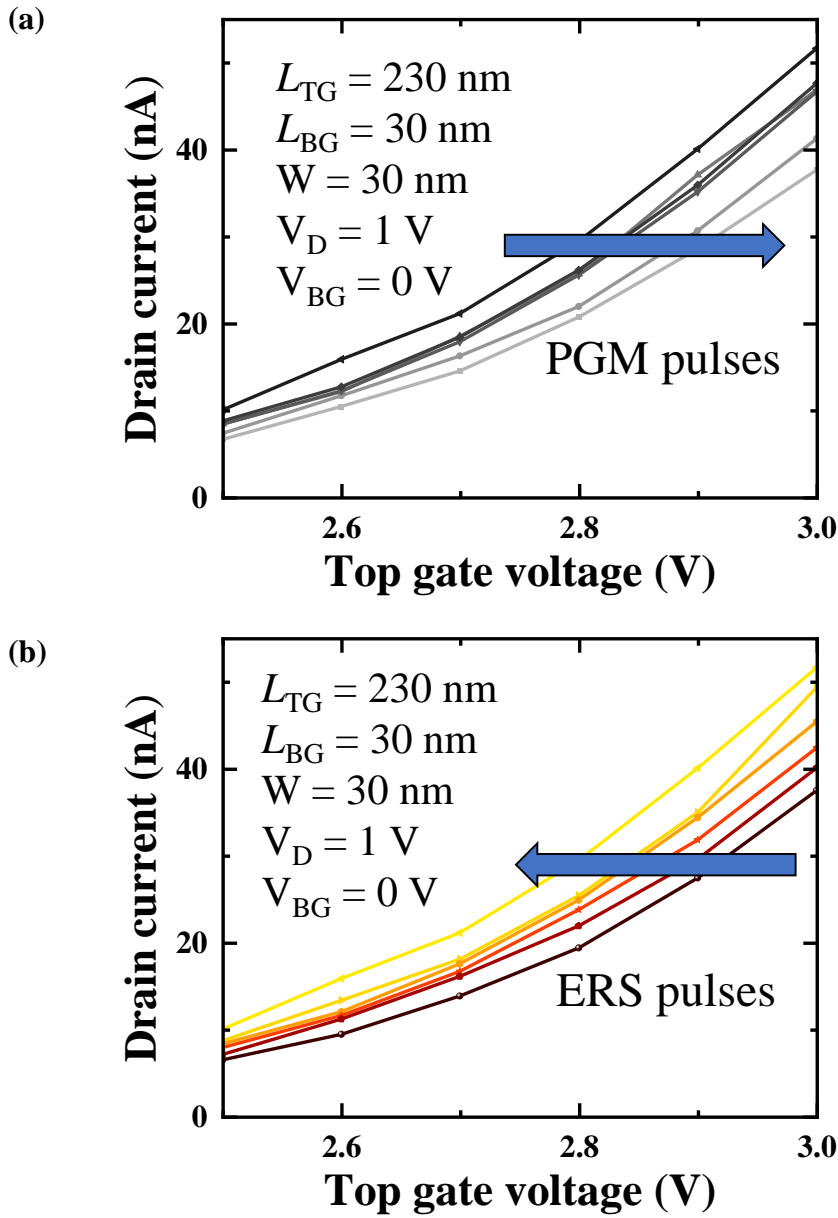 (a)
L_TG = 230 nm
L_BG = 30 nm
W = 30 nm
V_D = 1 V
V_BG = 0 V
PGM pulses
Drain current (nA)
40
20
0
2.6 2.8 3.0
Top gate voltage (V)
(b)
L_TG = 230 nm
L_BG = 30 nm
W = 30 nm
V_D = 1 V
V_BG = 0 V
ERS pulses
Drain current (nA)
40
20
0
2.6 2.8 3.0
Top gate voltage (V)